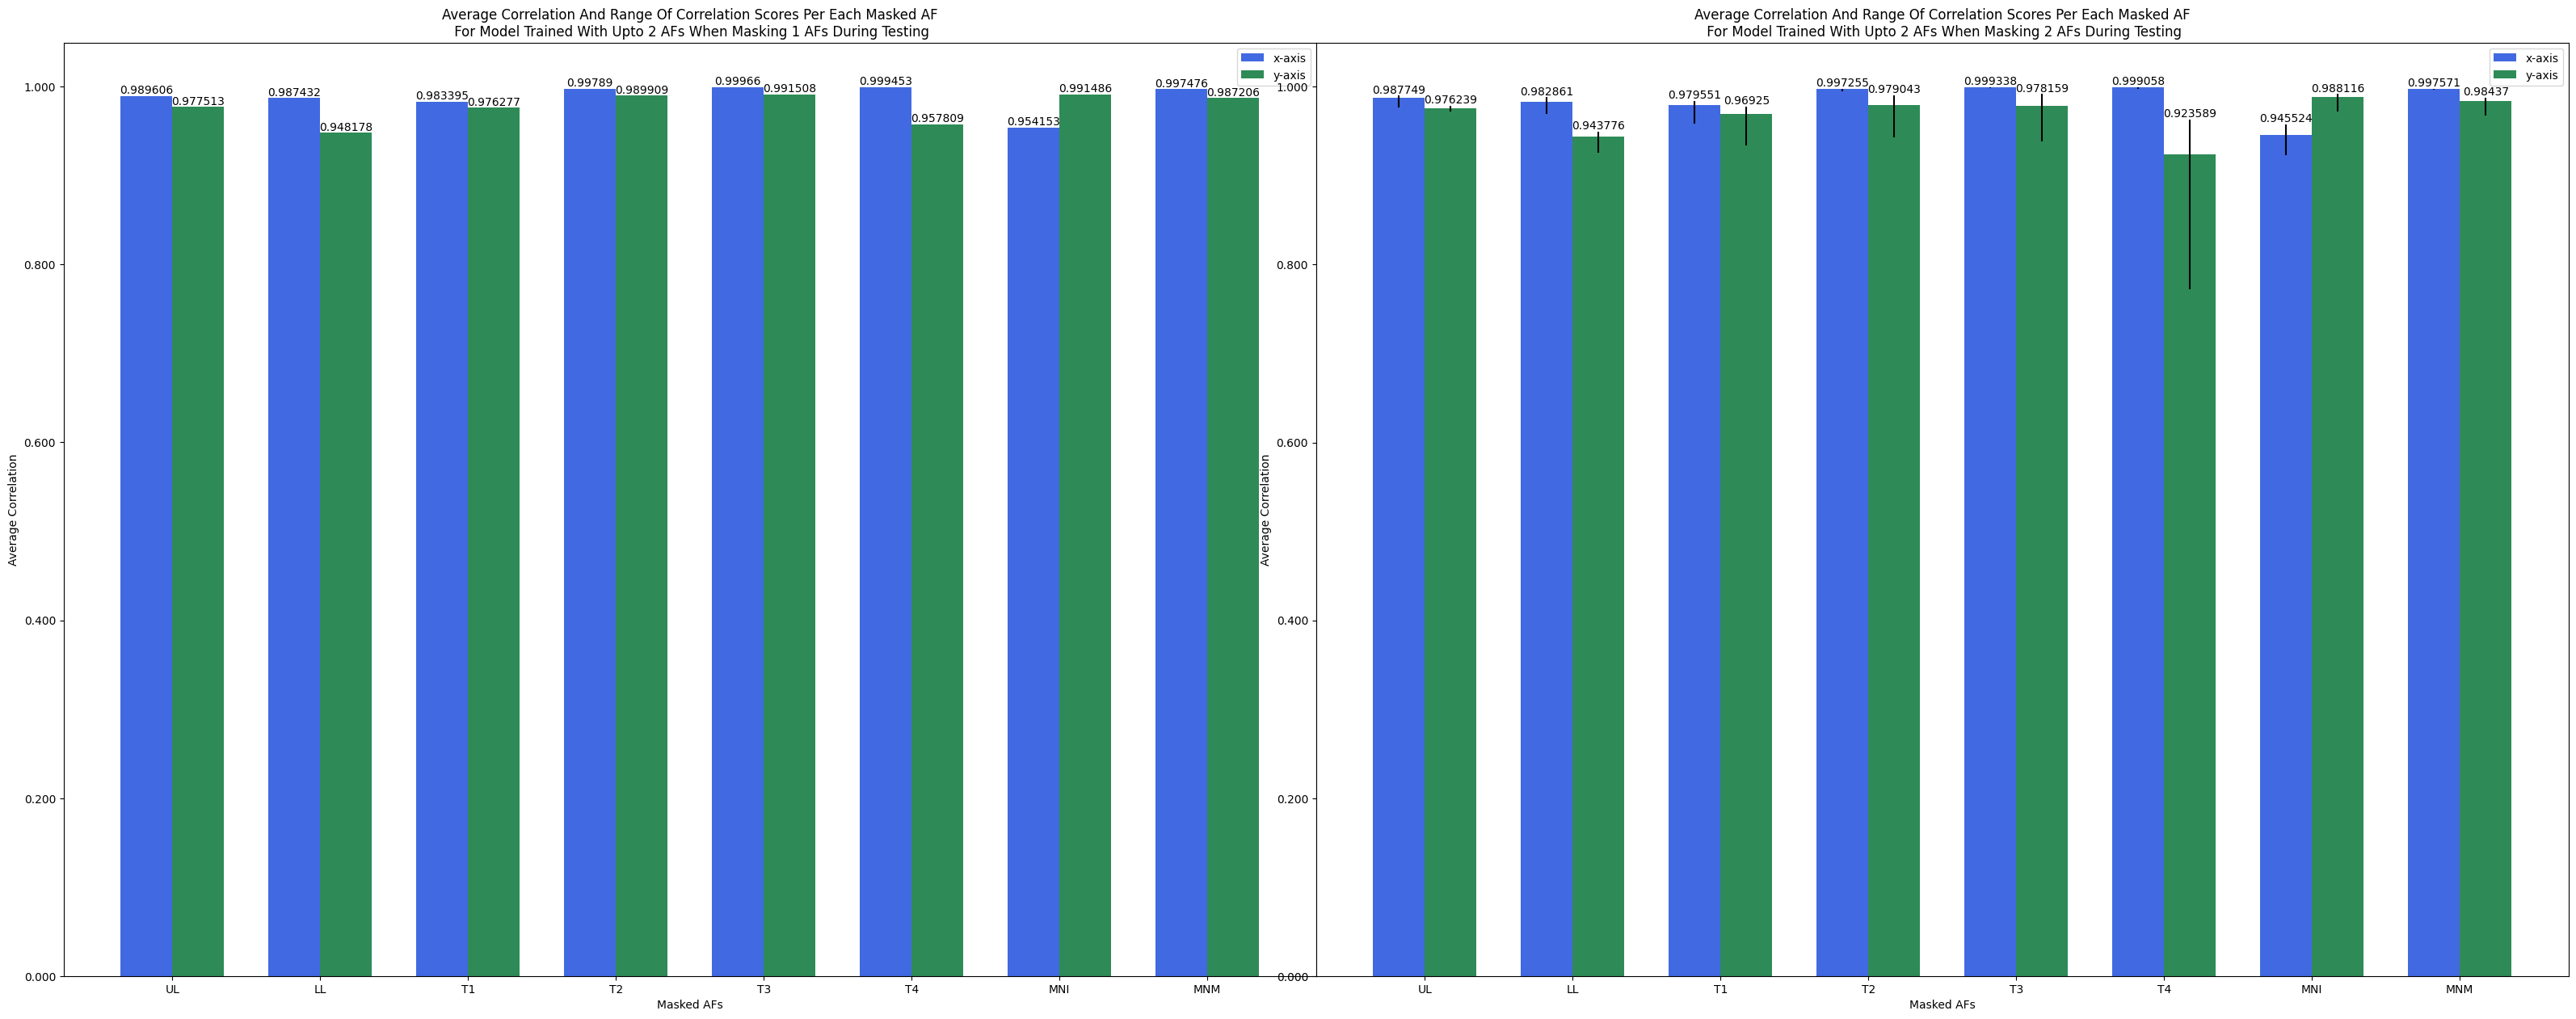 Average Correlation And Range Of Correlation Scores Per Each Masked AF
For Model Trained With Upto 2 AFs When Masking 1 AFs During Testing
x-axis
y-axis
1.000
0.800
0.600
0.400
0.200
0.000
Average Correlation
0.989606
0.977513
0.987432
0.948178
0.983395
0.976277
0.99789
0.989909
0.99966
0.991508
0.999453
0.957809
0.954153
0.991486
0.997476
0.987206
UL
LL
T1
T2
T3
T4
MNI
MNM
Masked AFs
Average Correlation And Range Of Correlation Scores Per Each Masked AF
For Model Trained With Upto 2 AFs When Masking 2 AFs During Testing
x-axis
y-axis
1.000
0.800
0.600
0.400
0.200
0.000
Average Correlation
0.987749
0.976239
0.982861
0.943776
0.979551
0.96925
0.997255
0.979043
0.999338
0.978159
0.999058
0.923589
0.945524
0.988116
0.997571
0.98437
UL
LL
T1
T2
T3
T4
MNI
MNM
Masked AFs